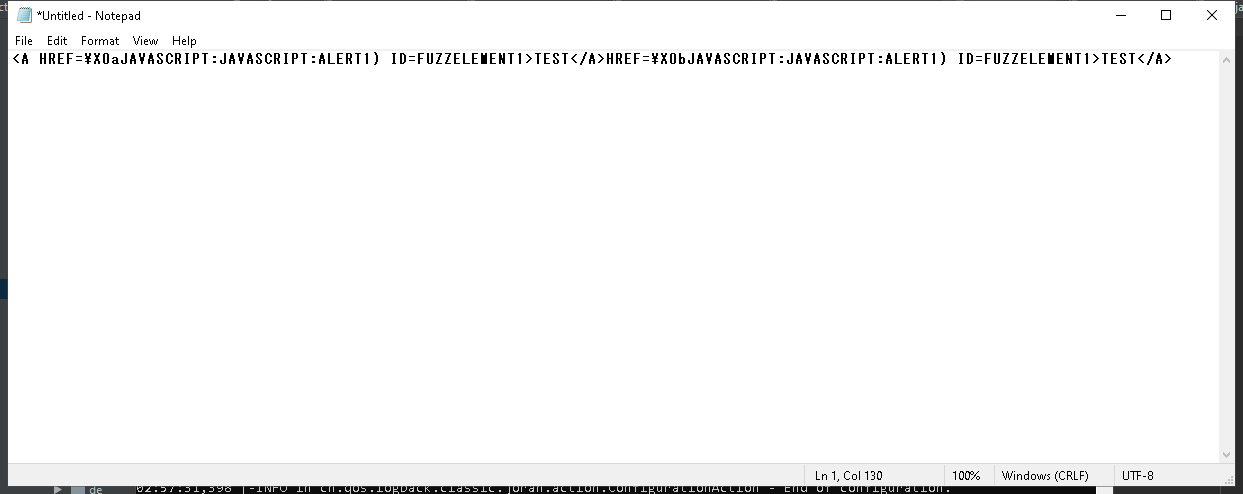 *Untitled - Notepad
File Edit Format View Help
<A HREF=¥X0aJAVASCRIPT:JAVASCRIPT:ALERT1) ID=FUZZELEMENT1>TEST</A>HREF=¥X0bJAVASCRIPT:JAVASCRIPT:ALERT1) ID=FUZZELEMENT1>TEST</A>
Ln 1, Col 130 100% Windows (CRLF) UTF-8
de 02:57:31,398 |-INFO in ch.qos.logback.classic.joran.action.ConfigurationAction - End of configuration.